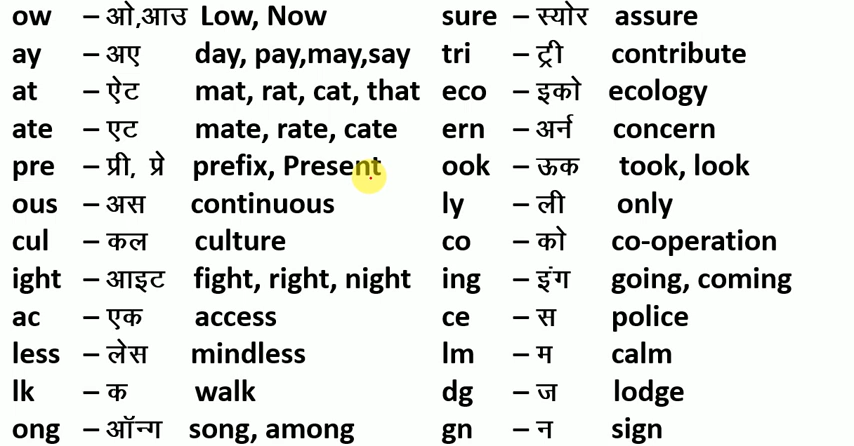 ow – ओ,आउ Low, Now sure – स्योर assure
ay – अए day, pay,may,say tri – ट्री contribute
at – ऐट mat, rat, cat, that eco – इको ecology
ate – एट mate, rate, cate ern – अर्न concern
pre – प्री, प्रे prefix, Present ook – ऊक took, look
ous – अस continuous ly – ली only
cul – कल culture co – को co-operation
ight – आइट fight, right, night ing – इंग going, coming
ac – एक access ce – स police
less – लेस mindless lm – म calm
lk – क walk dg – ज lodge
ong – ऑन्ग song, among gn – न sign